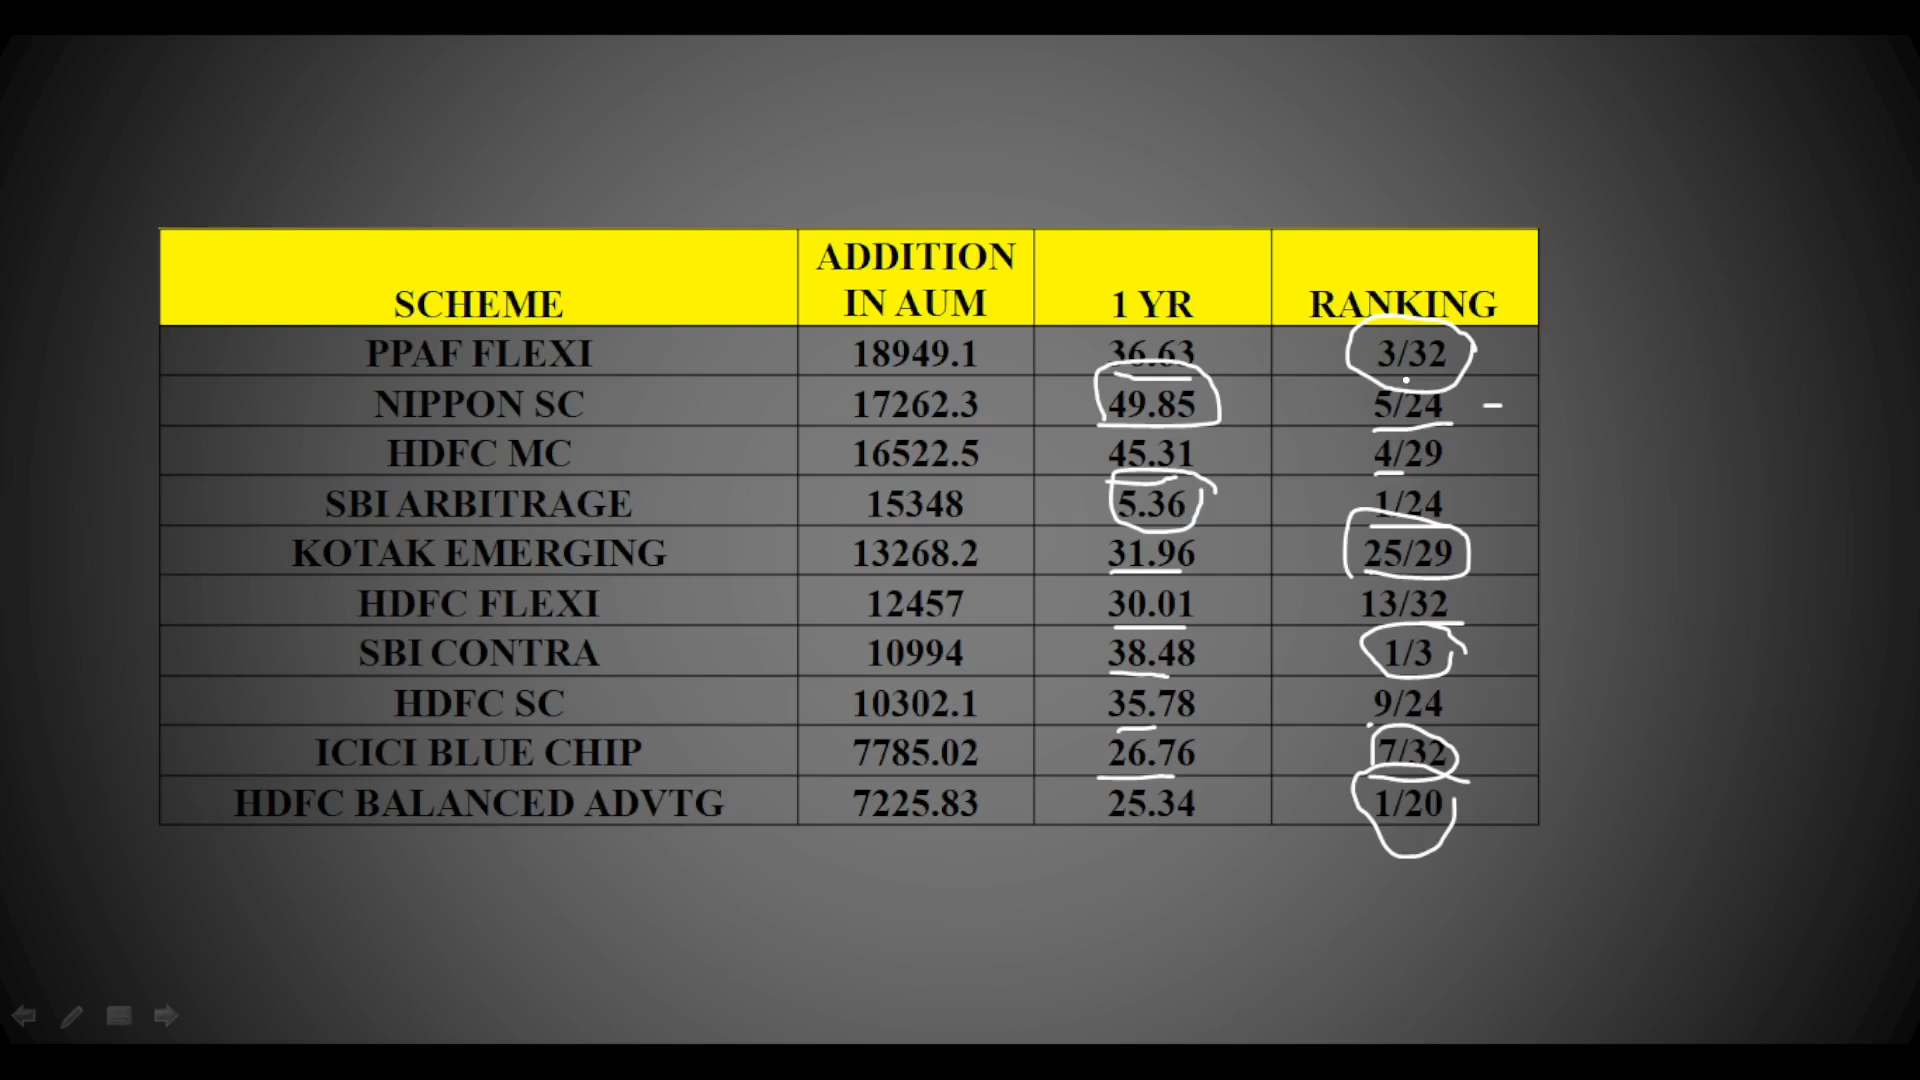 SCHEME ADDITION IN AUM 1 YR RANKING
PPAF FLEXI 18949.1 36.63 3/32
NIPPON SC 17262.3 49.85 5/24
HDFC MC 16522.5 45.31 4/29
SBI ARBITRAGE 15348 5.36 1/24
KOTAK EMERGING 13268.2 31.96 25/29
HDFC FLEXI 12457 30.01 13/32
SBI CONTRA 10994 38.48 1/3
HDFC SC 10302.1 35.78 9/24
ICICI BLUE CHIP 7785.02 26.76 7/32
HDFC BALANCED ADVTG 7225.83 25.34 1/20